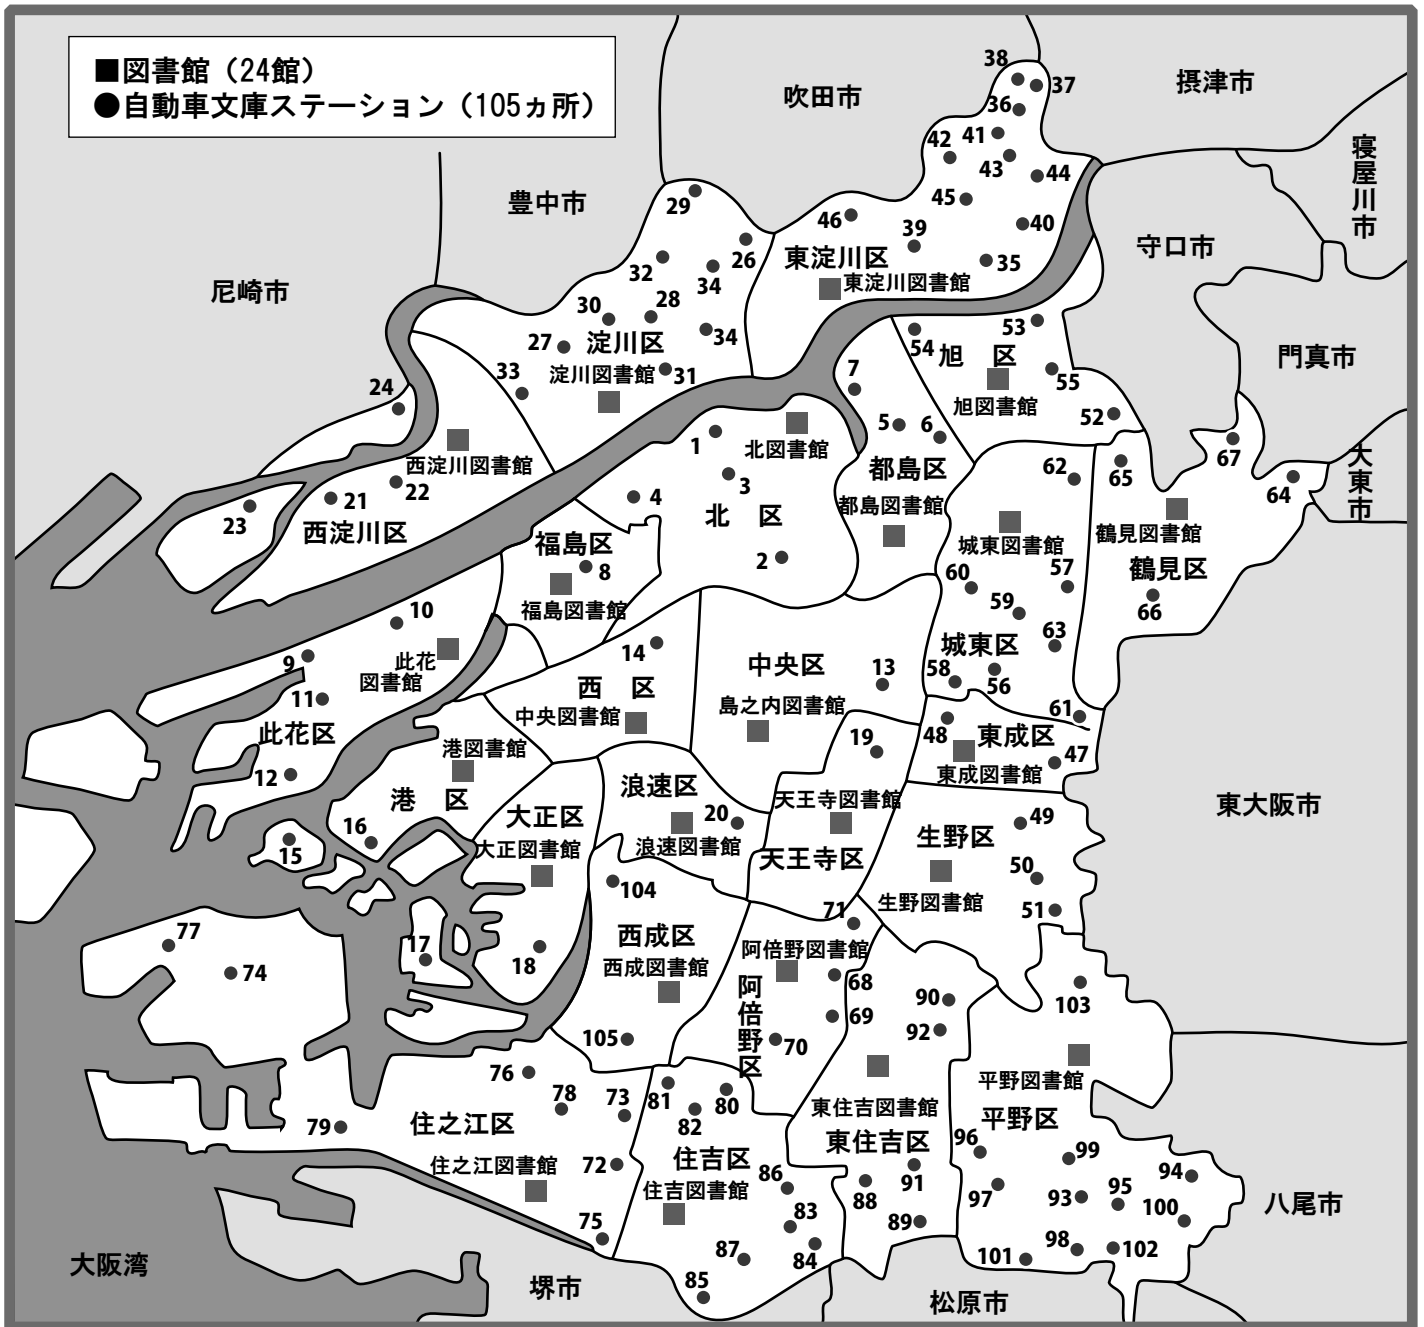 ■図書館（24館）
●自動車文庫ステーション（105ヵ所）
吹田市
摂津市
寝屋川市
豊中市
守口市
尼崎市
門真市
大東市
東大阪市
八尾市
松原市
堺市
大阪湾
38
37
36
41
42
43
44
45
46
39
40
35
東淀川区
東淀川図書館
29
26
32
34
30
28
27
淀川区
34
33
淀川図書館
31
24
西淀川図書館
22
21
23
西淀川区
54
53
旭 区
55
旭図書館
52
7
5
6
都島区
都島図書館
1
北図書館
3
4
北 区
2
福島区
8
福島図書館
62
65
67
64
城東図書館
鶴見図書館
鶴見区
66
60
57
59
63
城東区
58
56
61
10
9
此花
図書館
11
此花区
12
14
西 区
中央図書館
中央区
13
島之内図書館
48
東成区
47
東成図書館
19
天王寺図書館
天王寺区
港図書館
港 区
16
15
17
大正区
大正図書館
18
浪速区
20
浪速図書館
生野区
49
50
生野図書館
51
104
西成区
西成図書館
105
71
阿倍野図書館
68
69
阿倍野区
70
77
74
76
78
73
79
住之江区
住之江図書館
72
75
81
80
82
住吉区
住吉図書館
86
83
84
87
85
90
92
東住吉図書館
東住吉区
91
88
89
103
平野図書館
平野区
96
99
94
97
93
95
100
98
102
101